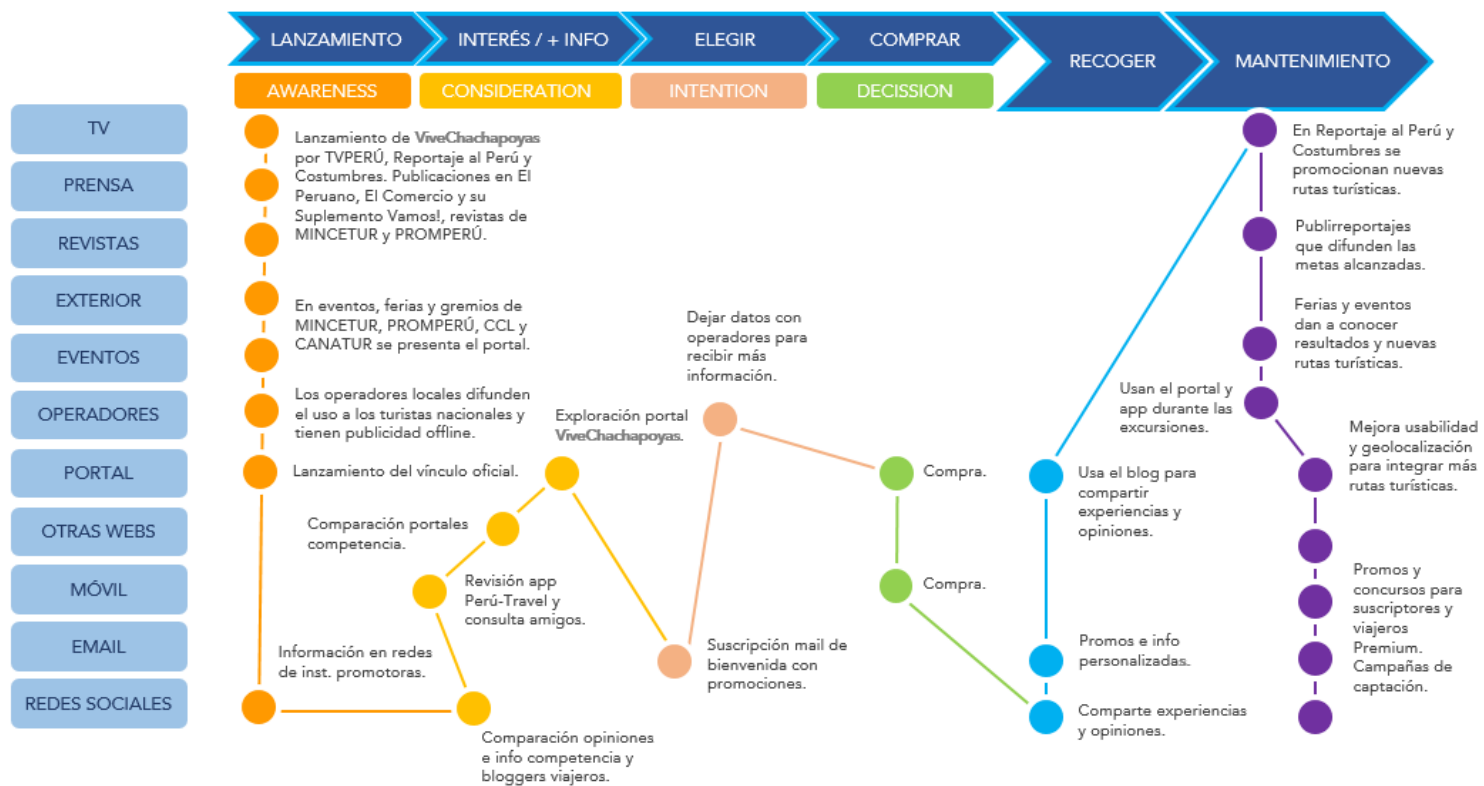 LANZAMIENTO
INTERÉS / + INFO
ELEGIR
COMPRAR
RECOGER
MANTENIMIENTO
AWARENESS
CONSIDERATION
INTENTION
DECISSION
TV
PRENSA
REVISTAS
EXTERIOR
EVENTOS
OPERADORES
PORTAL
OTRAS WEBS
MÓVIL
EMAIL
REDES SOCIALES
Lanzamiento de ViveChachapoyas
por TVPERÚ, Reportaje al Perú y
Costumbres. Publicaciones en El
Peruano, El Comercio y su
Suplemento Vamos!, revistas de
MINCETUR y PROMPERÚ.
En eventos, ferias y gremios de
MINCETUR, PROMPERÚ, CCL y
CANATUR se presenta el portal.
Los operadores locales difunden
el uso a los turistas nacionales y
tienen publicidad offline.
Lanzamiento del vínculo oficial.
Información en redes
de inst. promotoras.
Comparación portales
competencia.
Revisión app
Perú-Travel y
consulta amigos.
Comparación opiniones
e info competencia y
bloggers viajeros.
Exploración portal
ViveChachapoyas.
Dejar datos con
operadores para
recibir más
información.
Suscripción mail de
bienvenida con
promociones.
Compra.
Compra.
Usa el blog para
compartir
experiencias y
opiniones.
Promos e info
personalizadas.
Comparte experiencias
y opiniones.
En Reportaje al Perú y
Costumbres se
promocionan nuevas
rutas turísticas.
Publirreportajes
que difunden las
metas alcanzadas.
Ferias y eventos
dan a conocer
resultados y nuevas
rutas turísticas.
Usan el portal y
app durante las
excursiones.
Mejora usabilidad
y geolocalización
para integrar más
rutas turísticas.
Promos y
concursos para
suscriptores y
viajeros
Premium.
Campañas de
captación.